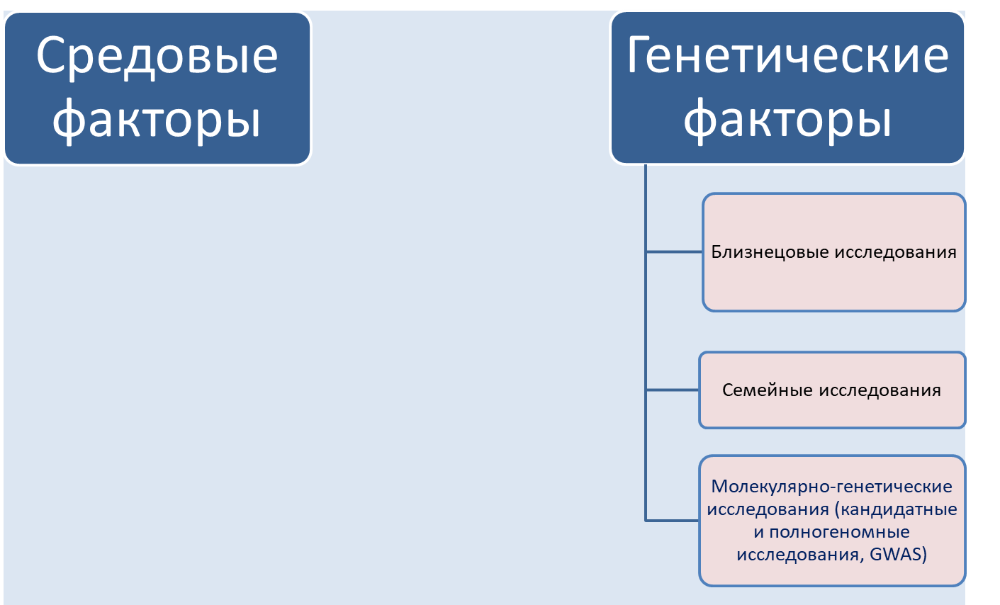 Средовые
факторы
Генетические
факторы
Близнецовые исследования
Семейные исследования
Молекулярно-генетические
исследования (кандидатные
и полногеномные
исследования, GWAS)